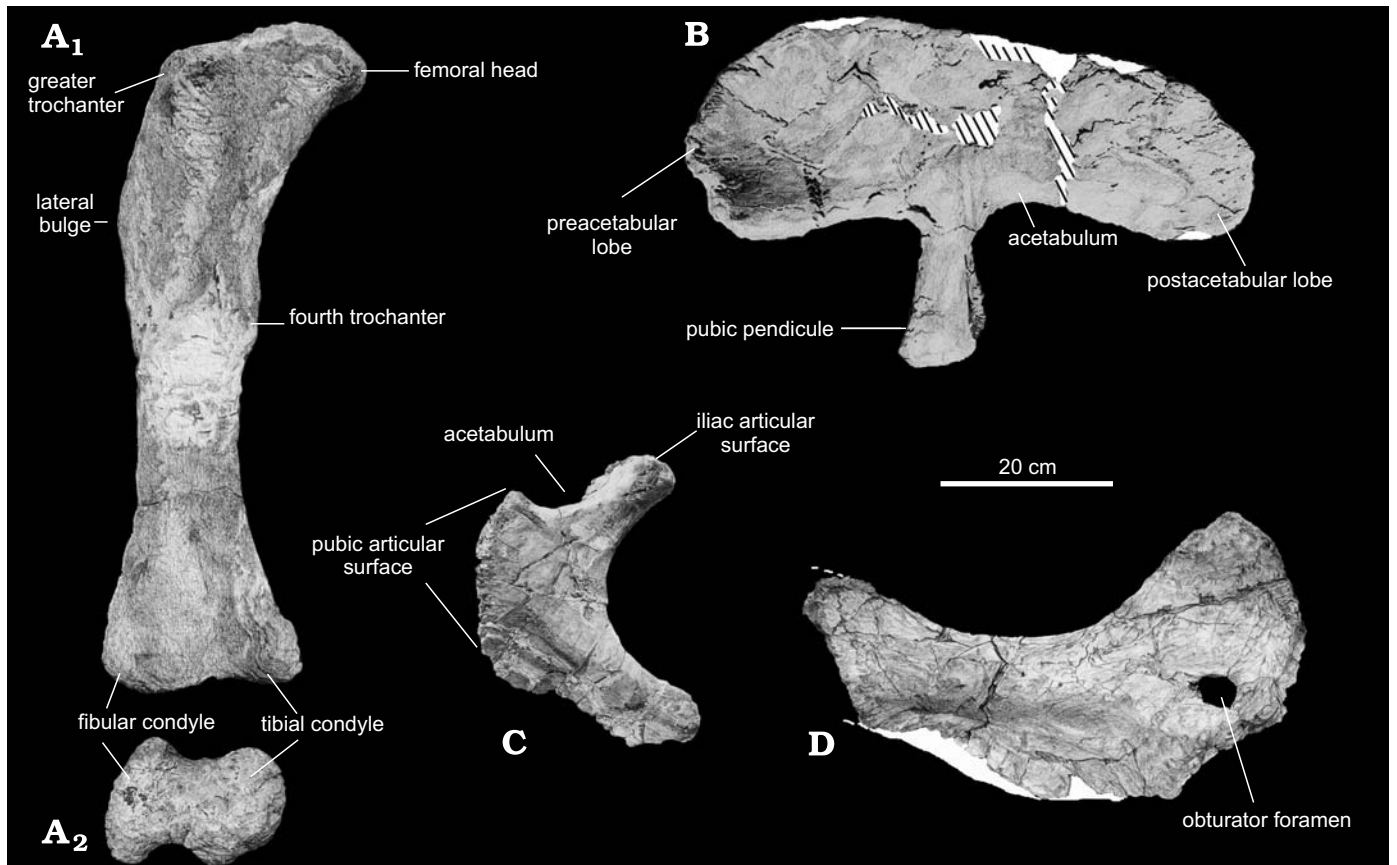 A1
greater
trochanter
femoral head
lateral
bulge
fourth trochanter
fibular condyle
tibial condyle
A2
B
preacetabular
lobe
acetabulum
postacetabular lobe
pubic pendicule
acetabulum
iliac articular
surface
pubic articular
surface
C
20 cm
D
obturator foramen